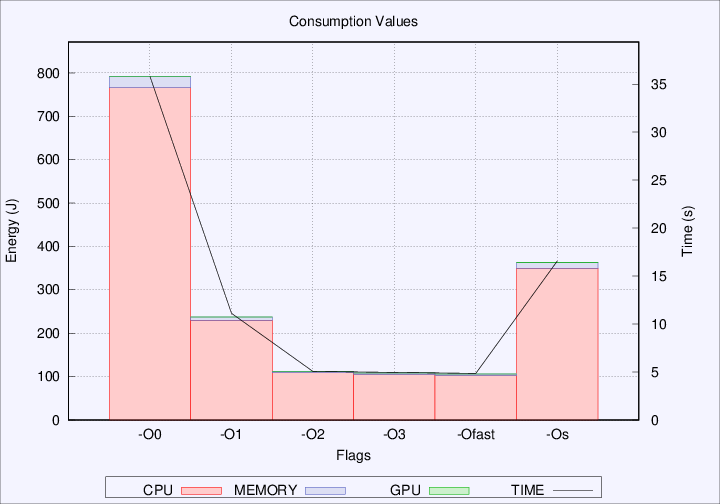 Consumption Values
800
700
600
500
400
300
200
100
0
Energy (J)
35
30
25
20
15
10
5
0
Time (s)
-O0 -O1 -O2 -O3 -Ofast -Os
Flags
CPU MEMORY GPU TIME